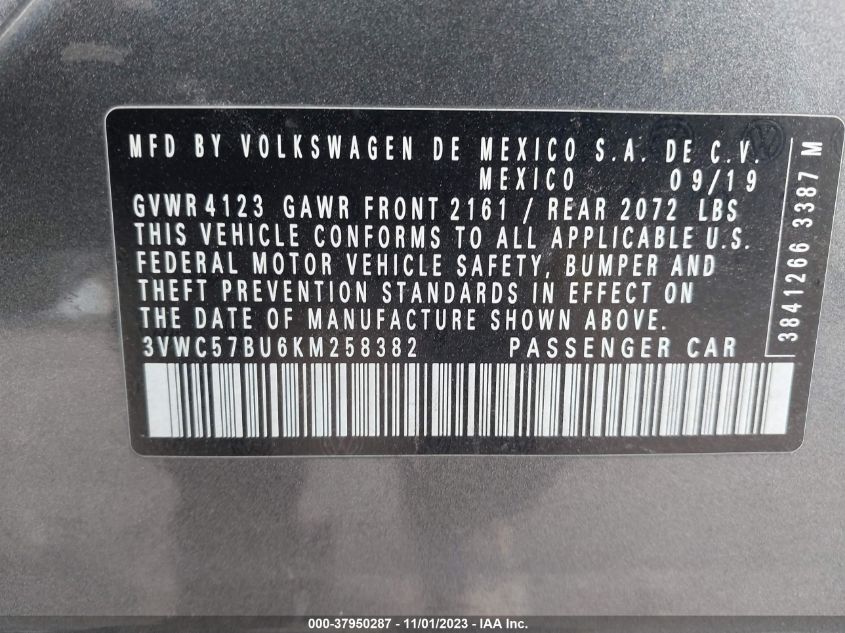 MFD BY VOLKSWAGEN DE MEXICO S.A. DE C.V.
MEXICO 09/19
GVWR 4123 GAWR FRONT 2161 / REAR 2072 LBS
THIS VEHICLE CONFORMS TO ALL APPLICABLE U.S.
FEDERAL MOTOR VEHICLE SAFETY, BUMPER AND
THEFT PREVENTION STANDARDS IN EFFECT ON
THE DATE OF MANUFACTURE SHOWN ABOVE.
3VWC57BU6KM258382 PASSENGER CAR
3841266 3387 M
000-37950287 - 11/01/2023 - IAA Inc.